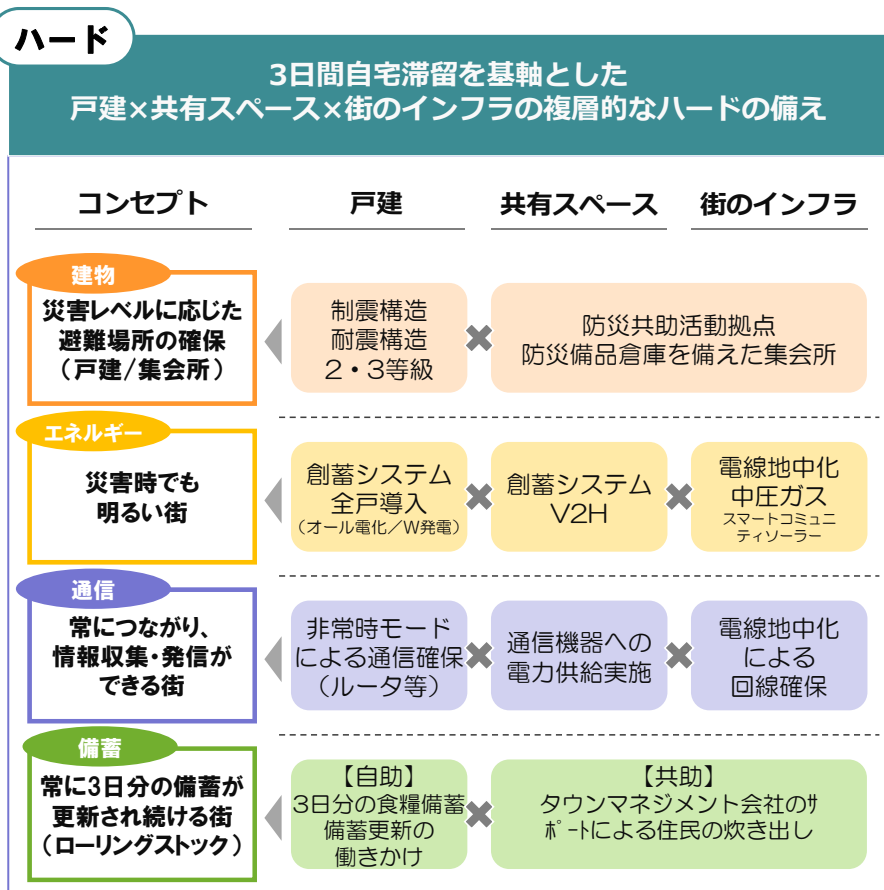 ハード
3日間自宅滞留を基軸とした
戸建×共有スペース×街のインフラの複層的なハードの備え
コンセプト
戸建
共有スペース
街のインフラ
建物
災害レベルに応じた
避難場所の確保
（戸建/集会所）
制震構造
耐震構造
２・３等級
防災共助活動拠点
防災備品倉庫を備えた集会所
エネルギー
災害時でも
明るい街
創蓄システム
全戸導入
（オール電化／W発電）
創蓄システム
V2H
電線地中化
中圧ガス
スマートコミュニ
ティソーラー
通信
常につながり、
情報収集・発信が
できる街
非常時モード
による通信確保
（ルータ等）
通信機器への
電力供給実施
電線地中化
による
回線確保
備蓄
常に3日分の備蓄が
更新され続ける街
（ローリングストック）
【自助】
3日分の食糧備蓄
備蓄更新の
働きかけ
【共助】
タウンマネジメント会社のｻ
ﾎﾟｰﾄによる住民の炊き出し